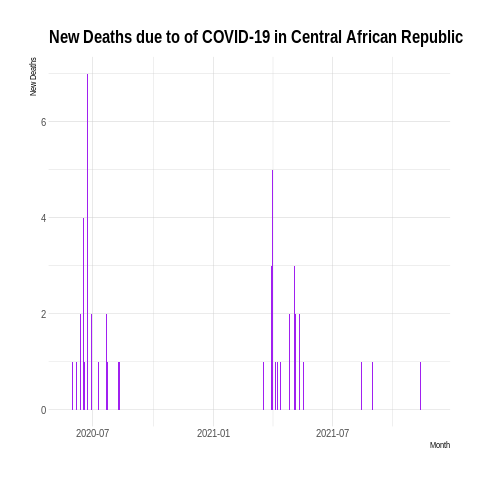 New Deaths due to of COVID-19 in Central African Republic
New Deaths
6
4
2
0
2020-07
2021-01
2021-07
Month